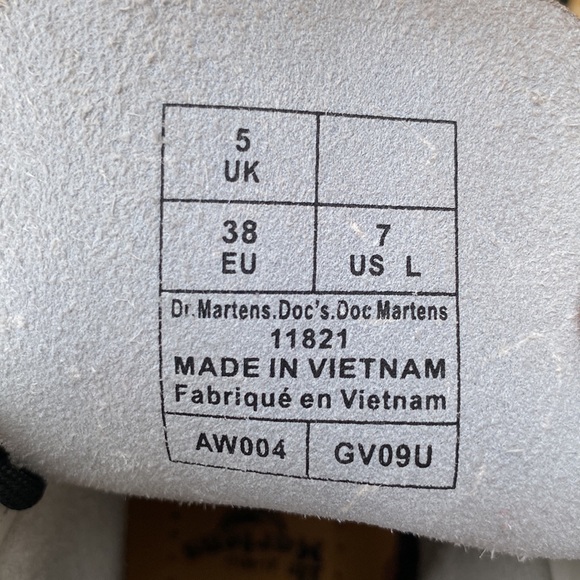 5
UK
38
EU
7
US L
Dr.Martens.Doc's.Doc Martens
11821
MADE IN VIETNAM
Fabriqué en Vietnam
AW004
GV09U